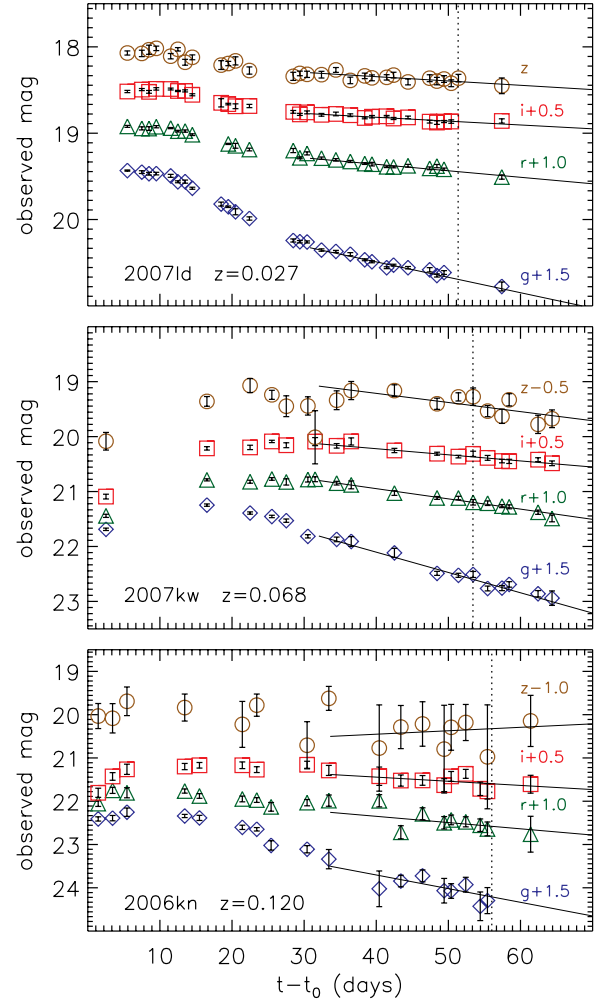 18
19
20
observed mag
z
i+0.5
r+1.0
g+1.5
2007ld z=0.027
19
20
21
22
23
observed mag
z−0.5
i+0.5
r+1.0
g+1.5
2007kw z=0.068
19
20
21
22
23
24
observed mag
z−1.0
i+0.5
r+1.0
g+1.5
2006kn z=0.120
10 20 30 40 50 60
t−t₀ (days)